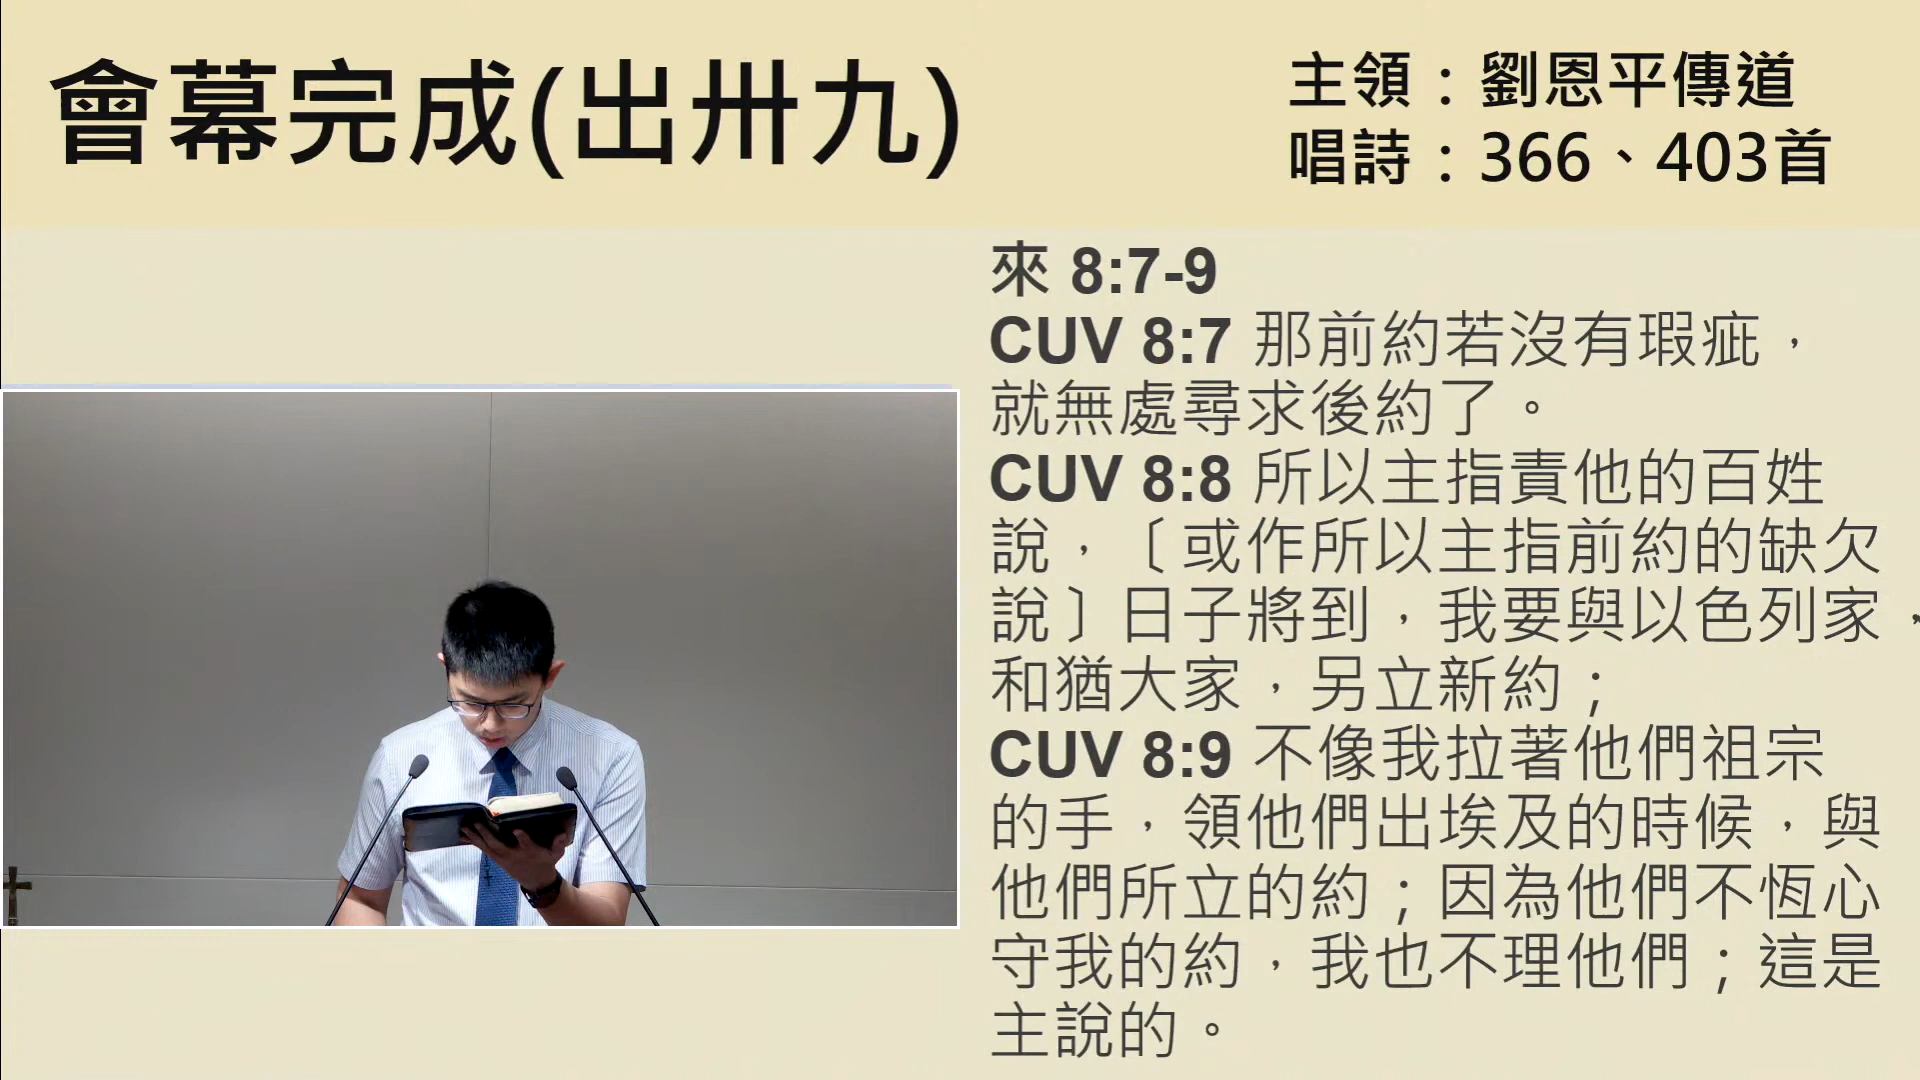 會幕完成(出卅九)
主領：劉恩平傳道
唱詩：366、403首
來 8:7-9
CUV 8:7 那前約若沒有瑕疵，
就無處尋求後約了。
CUV 8:8 所以主指責他的百姓
說，〔或作所以主指前約的缺欠
說〕日子將到，我要與以色列家、
和猶大家，另立新約；
CUV 8:9 不像我拉著他們祖宗
的手，領他們出埃及的時候，與
他們所立的約；因為他們不恆心
守我的約，我也不理他們；這是
主說的。